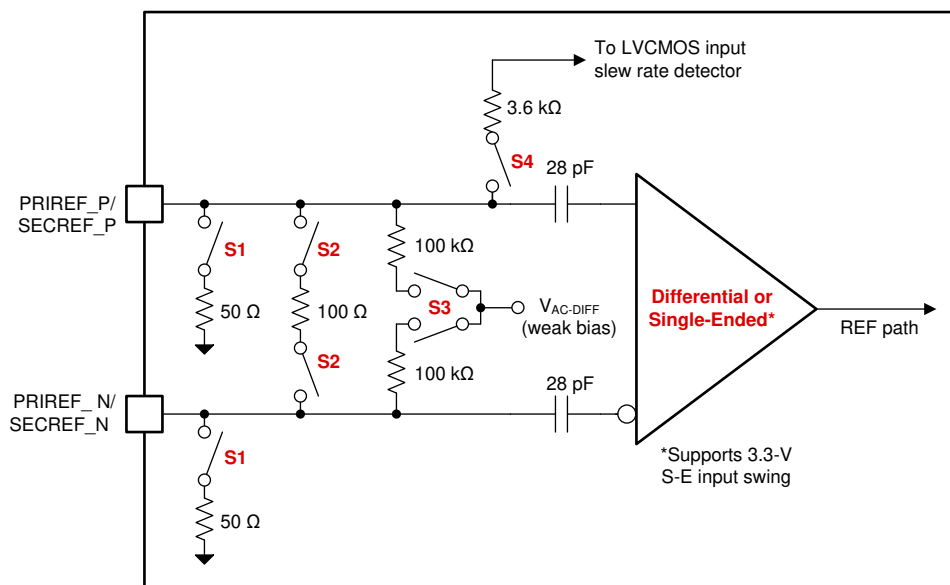 To LVCMOS input
slew rate detector
3.6 kΩ
S4
28 pF
PRIREF_P/
SECREF_P
S1
S2
100 kΩ
50 Ω
100 Ω
S3
V_AC-DIFF
(weak bias)
Differential or
Single-Ended*
REF path
S2
100 kΩ
28 pF
PRIREF_ N/
SECREF_N
S1
*Supports 3.3-V
S-E input swing
50 Ω